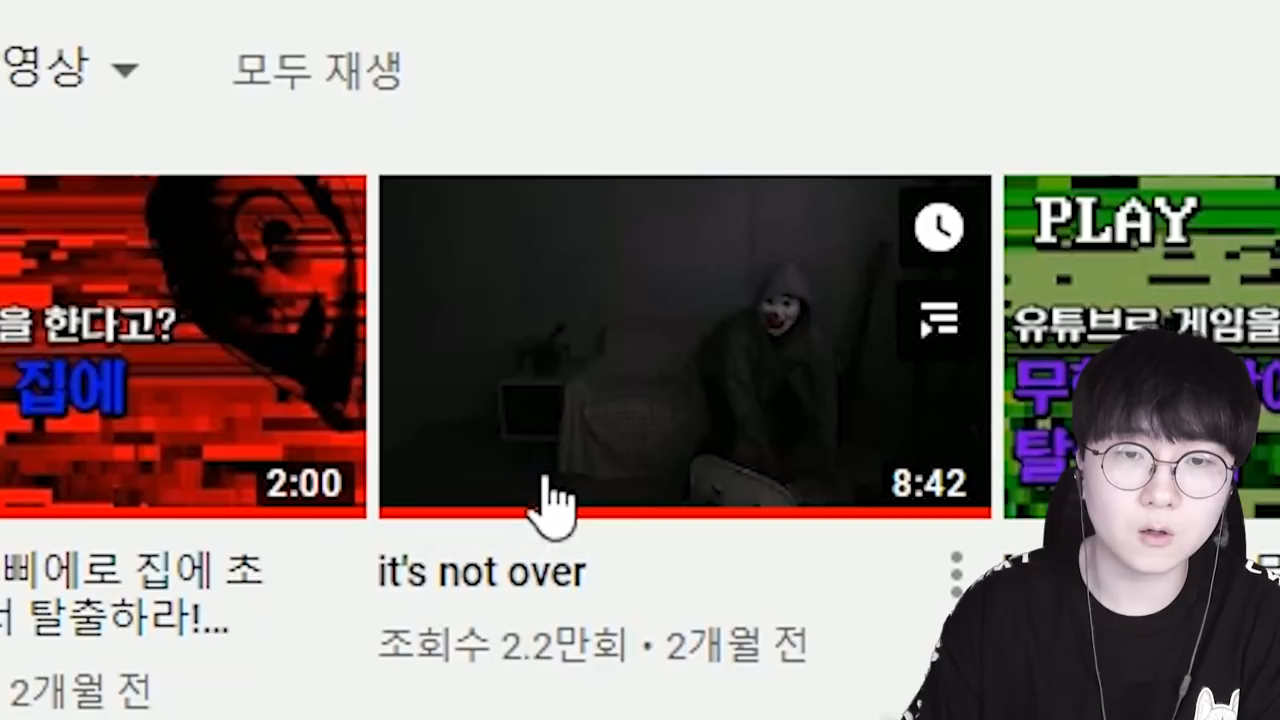 영상
모두 재생
을 한다고?
집에
2:00
8:42
PLAY
유튜브로 게임을
탈
삐에로 집에 초
서 탈출하라!...
2개월 전
it's not over
조회수 2.2만회 • 2개월 전